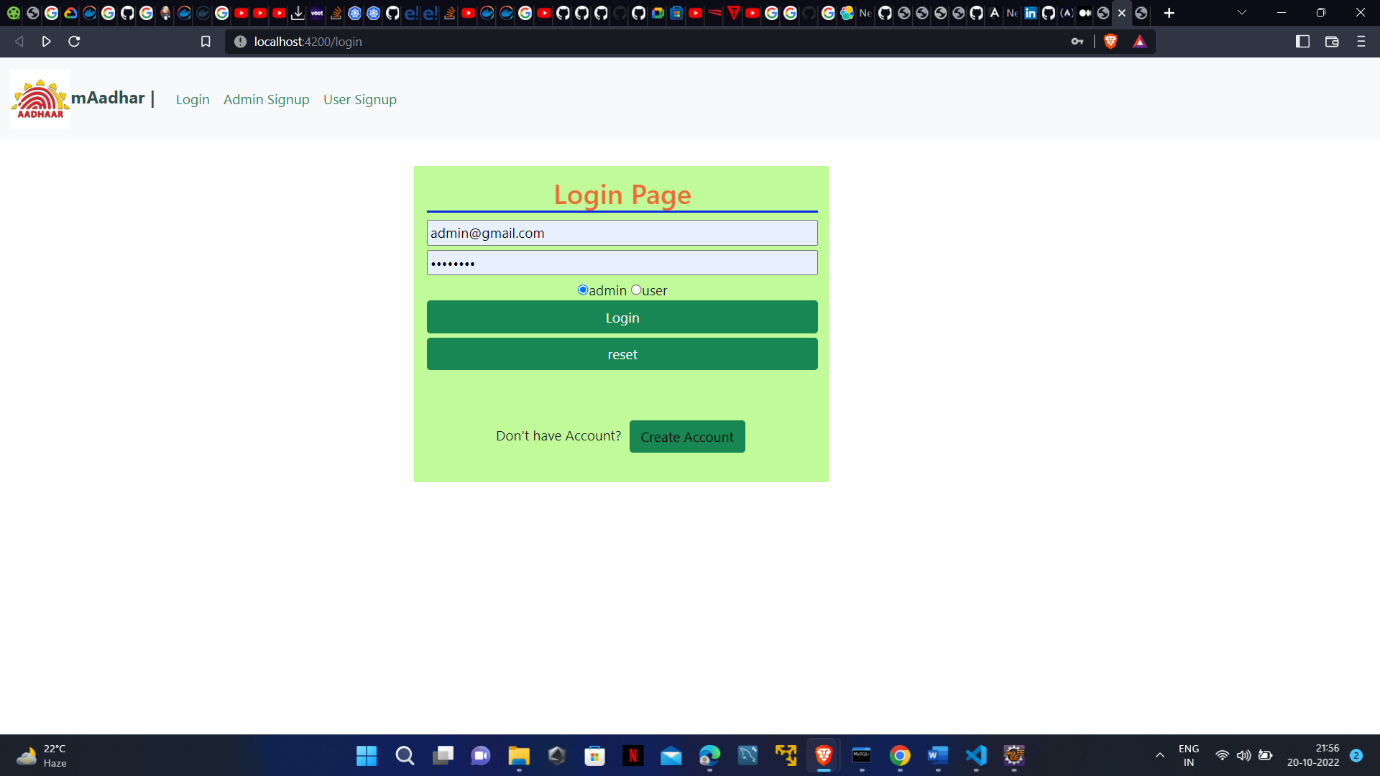 localhost:4200/login
AADHAAR
mAadhar |
Login Admin Signup User Signup
Login Page
admin@gmail.com
••••••••
admin user
Login
reset
Don't have Account? Create Account
22°C
Haze
ENG
IN
21:56
20-10-2022
2